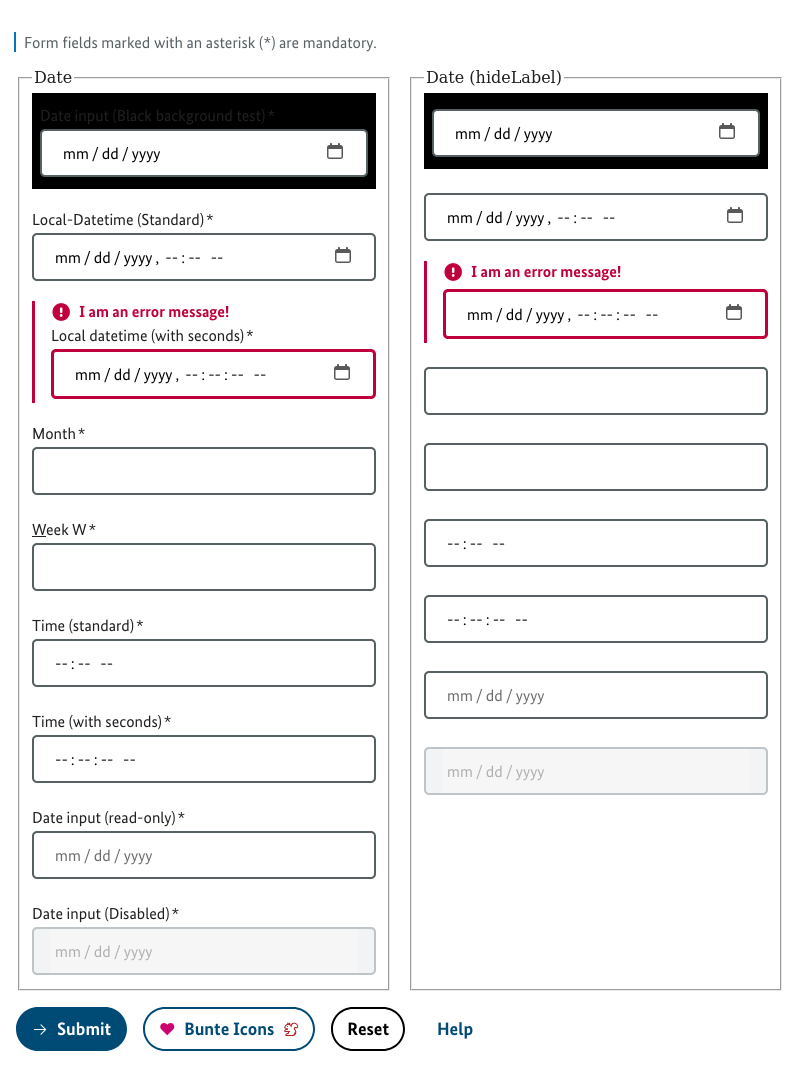 Form fields marked with an asterisk (*) are mandatory.
Date
Date input (Black background test) *
mm / dd / yyyy
Local-Datetime (Standard) *
mm / dd / yyyy , -- : -- --
I am an error message!
Local datetime (with seconds) *
mm / dd / yyyy , -- : -- : -- --
Month *
Week W *
Time (standard) *
-- : -- --
Time (with seconds) *
-- : -- : -- --
Date input (read-only) *
mm / dd / yyyy
Date input (Disabled) *
mm / dd / yyyy
Date (hideLabel)
mm / dd / yyyy
mm / dd / yyyy , -- : -- --
I am an error message!
mm / dd / yyyy , -- : -- : -- --
-- : -- --
-- : -- : -- --
mm / dd / yyyy
mm / dd / yyyy
Submit
Bunte Icons
Reset
Help